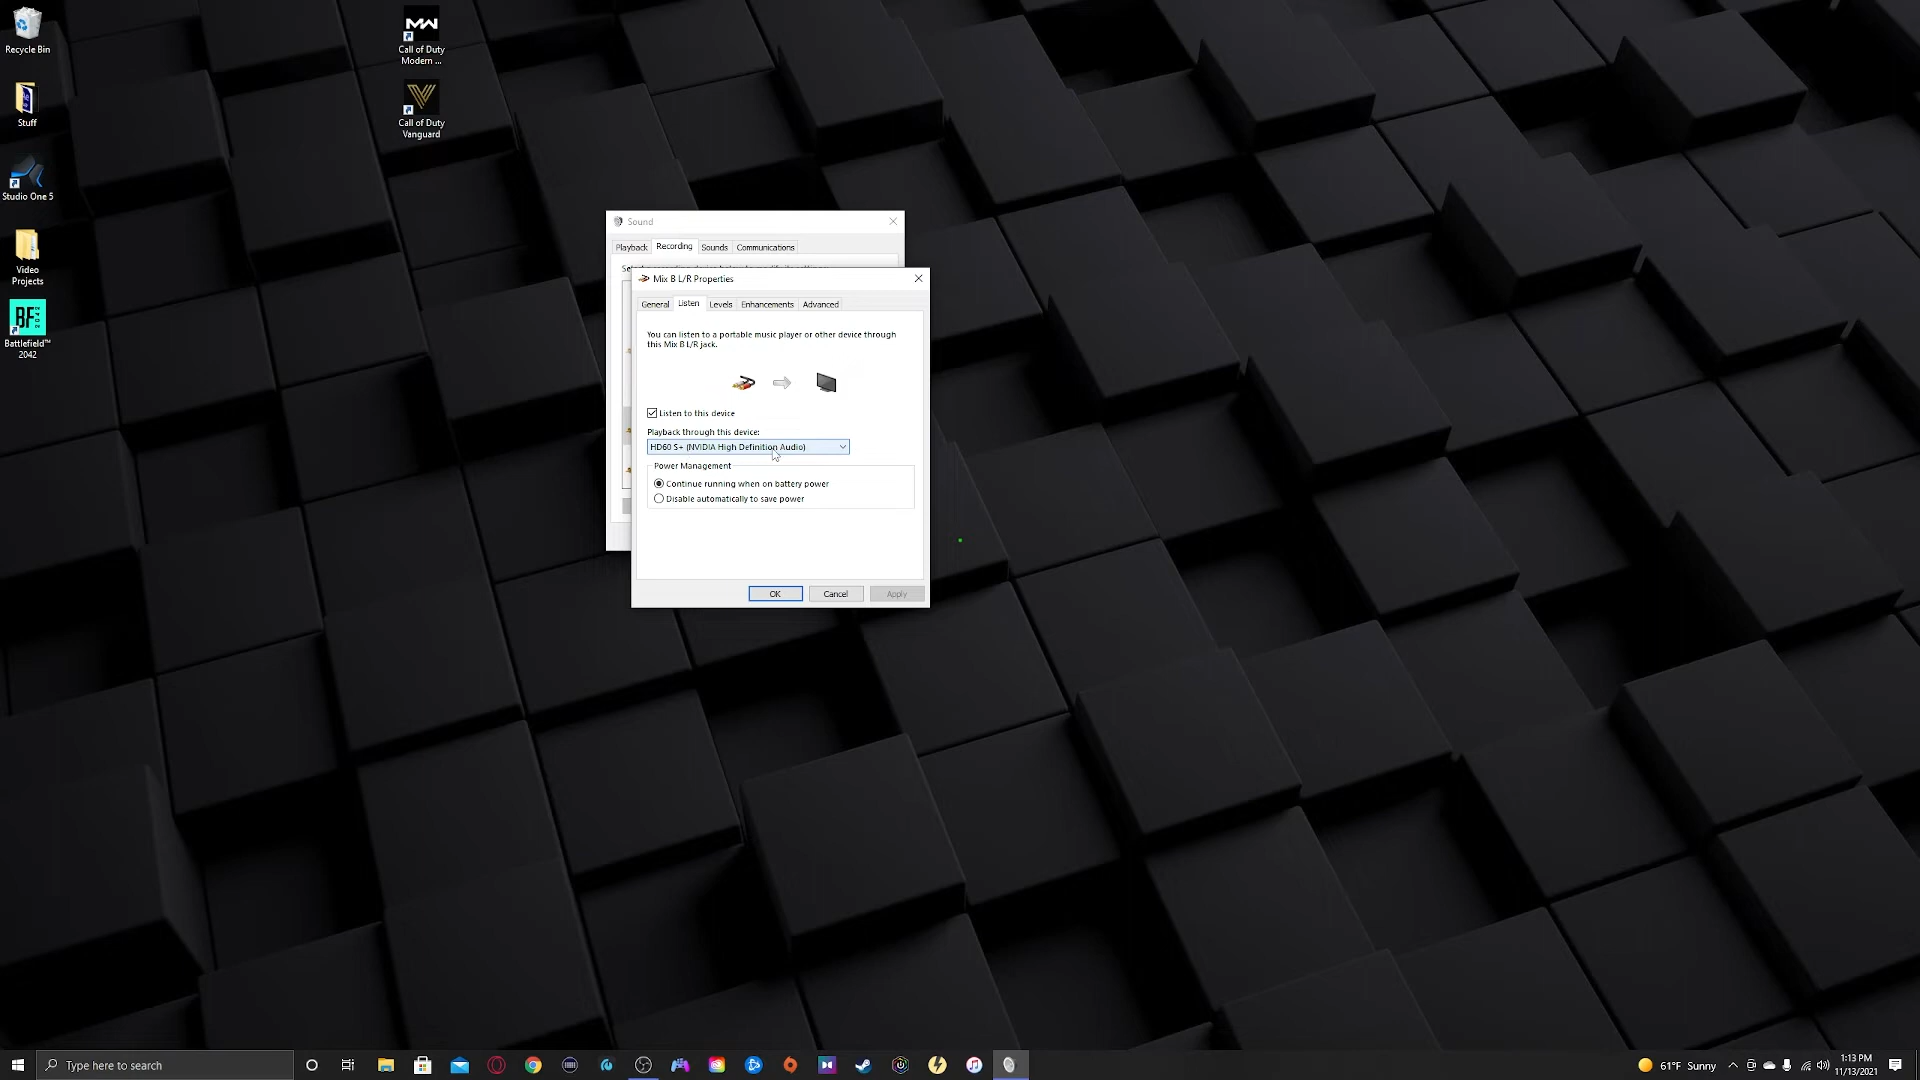 Recycle Bin
Stuff
Studio One 5
Video
Projects
BF
2042
Battlefield™
2042
MW
Call of Duty
Modern ...
V
Call of Duty
Vanguard
Sound
Playback
Recording
Sounds
Communications
Mix B L/R Properties
General
Listen
Levels
Enhancements
Advanced
You can listen to a portable music player or other device through
this Mix B L/R jack.
Listen to this device
Playback through this device:
HD60 S+ (NVIDIA High Definition Audio)
Power Management
Continue running when on battery power
Disable automatically to save power
OK
Cancel
Apply
Type here to search
61°F Sunny
1:13 PM
11/13/2021